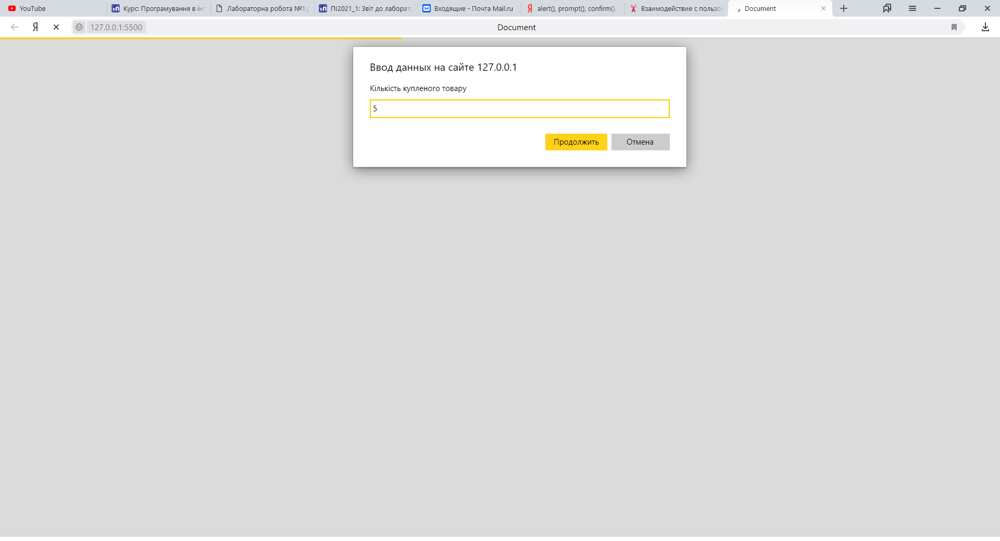 YouTube
Курс: Програмування в інт
Лабораторна робота №1.p
ПІ2021_1: Звіт до лаборато
Входящие - Почта Mail.ru
alert(), prompt(), confirm(). -
Взаимодействие с пользов
Document
127.0.0.1:5500
Document
Ввод данных на сайте 127.0.0.1
Кількість купленого товару
5
Продолжить
Отмена